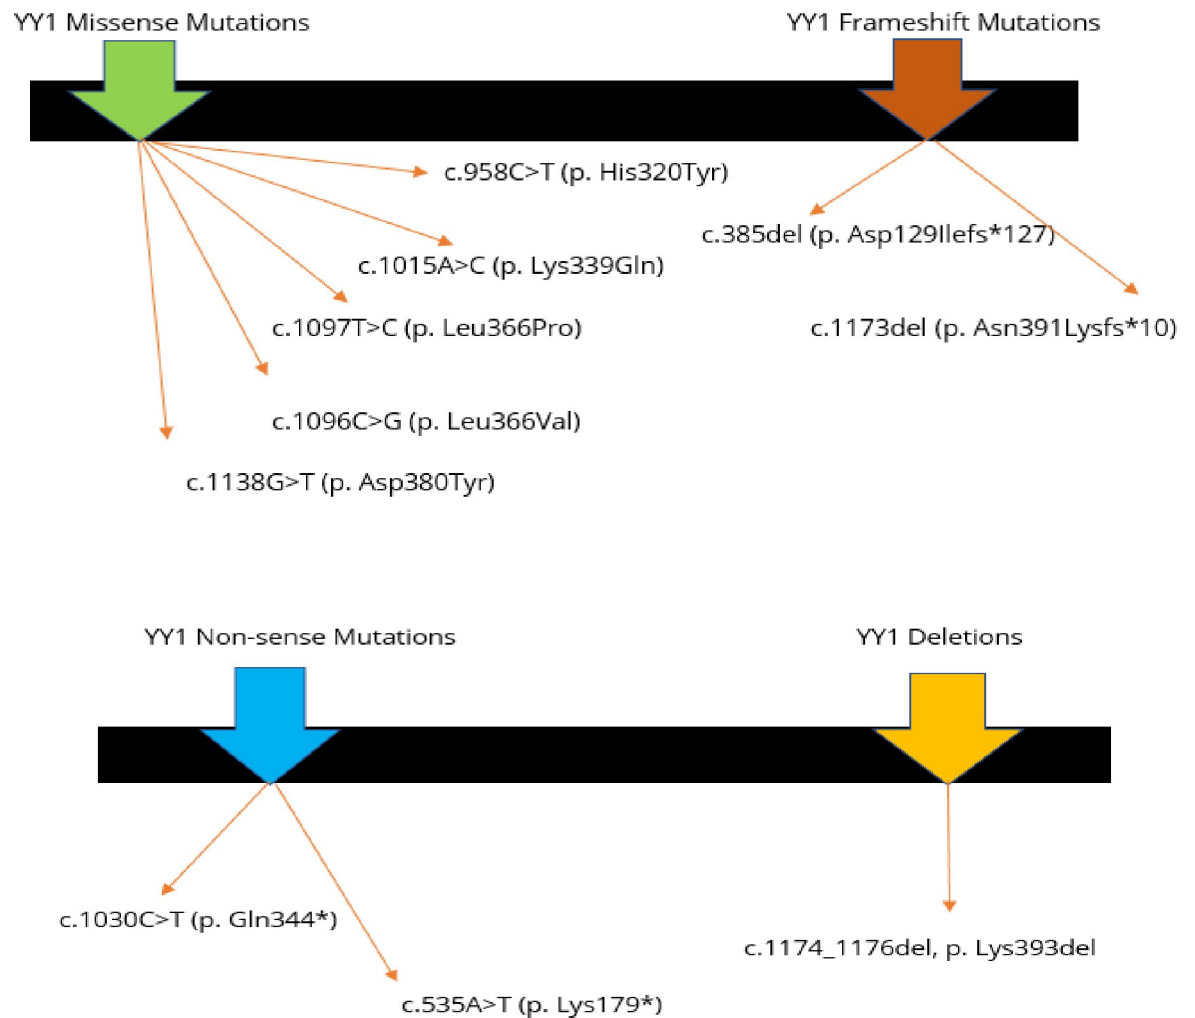 YY1 Missense Mutations
YY1 Frameshift Mutations
c.958C>T (p. His320Tyr)
c.385del (p. Asp129Ilefs*127)
c.1015A>C (p. Lys339Gln)
c.1097T>C (p. Leu366Pro)
c.1173del (p. Asn391Lysfs*10)
c.1096C>G (p. Leu366Val)
c.1138G>T (p. Asp380Tyr)
YY1 Non-sense Mutations
YY1 Deletions
c.1030C>T (p. Gln344*)
c.1174_1176del, p. Lys393del
c.535A>T (p. Lys179*)